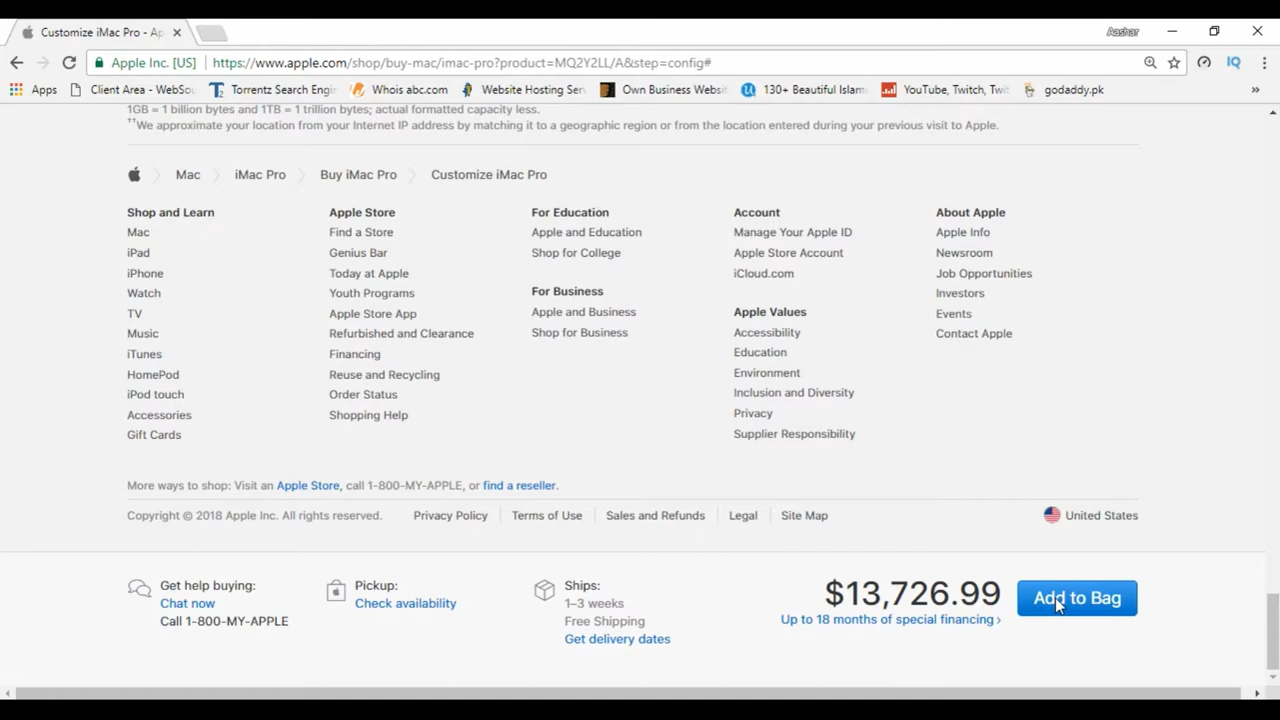 Customize iMac Pro - Ap
Aashar
Apple Inc. [US] https://www.apple.com/shop/buy-mac/imac-pro?product=MQ2Y2LL/A&step=config#
Apps Client Area - WebSou Torrentz Search Engin Whois abc.com Website Hosting Serv Own Business Websit 130+ Beautiful Islam YouTube, Twitch, Twit godaddy.pk »
1GB = 1 billion bytes and 1TB = 1 trillion bytes; actual formatted capacity less.
††We approximate your location from your Internet IP address by matching it to a geographic region or from the location entered during your previous visit to Apple.
Mac iMac Pro Buy iMac Pro Customize iMac Pro
Shop and Learn
Mac
iPad
iPhone
Watch
TV
Music
iTunes
HomePod
iPod touch
Accessories
Gift Cards
Apple Store
Find a Store
Genius Bar
Today at Apple
Youth Programs
Apple Store App
Refurbished and Clearance
Financing
Reuse and Recycling
Order Status
Shopping Help
For Education
Apple and Education
Shop for College
For Business
Apple and Business
Shop for Business
Account
Manage Your Apple ID
Apple Store Account
iCloud.com
Apple Values
Accessibility
Education
Environment
Inclusion and Diversity
Privacy
Supplier Responsibility
About Apple
Apple Info
Newsroom
Job Opportunities
Investors
Events
Contact Apple
More ways to shop: Visit an Apple Store, call 1-800-MY-APPLE, or find a reseller.
Copyright © 2018 Apple Inc. All rights reserved. Privacy Policy Terms of Use Sales and Refunds Legal Site Map United States
Get help buying:
Chat now
Call 1-800-MY-APPLE
Pickup:
Check availability
Ships:
1–3 weeks
Free Shipping
Get delivery dates
$13,726.99
Up to 18 months of special financing ›
Add to Bag